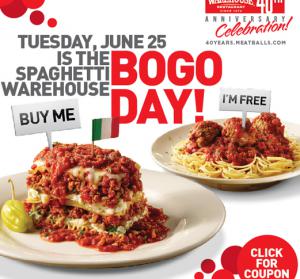 WAREHOUSE
RESTAURANT
40TH
ANNIVERSARY
Celebration!
40YEARS.MEATBALLS.COM
TUESDAY, JUNE 25
IS THE
SPAGHETTI
WAREHOUSE
BOGO
DAY!
BUY ME
I'M FREE
CLICK
FOR
COUPON